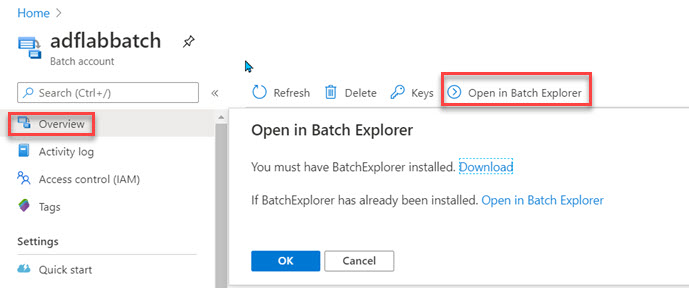 Home >
adflabbatch
Batch account
Search (Ctrl+/)
«
Refresh
Delete
Keys
Open in Batch Explorer
Overview
Activity log
Access control (IAM)
Tags
Settings
Quick start
Open in Batch Explorer
You must have BatchExplorer installed. Download
If BatchExplorer has already been installed. Open in Batch Explorer
OK
Cancel